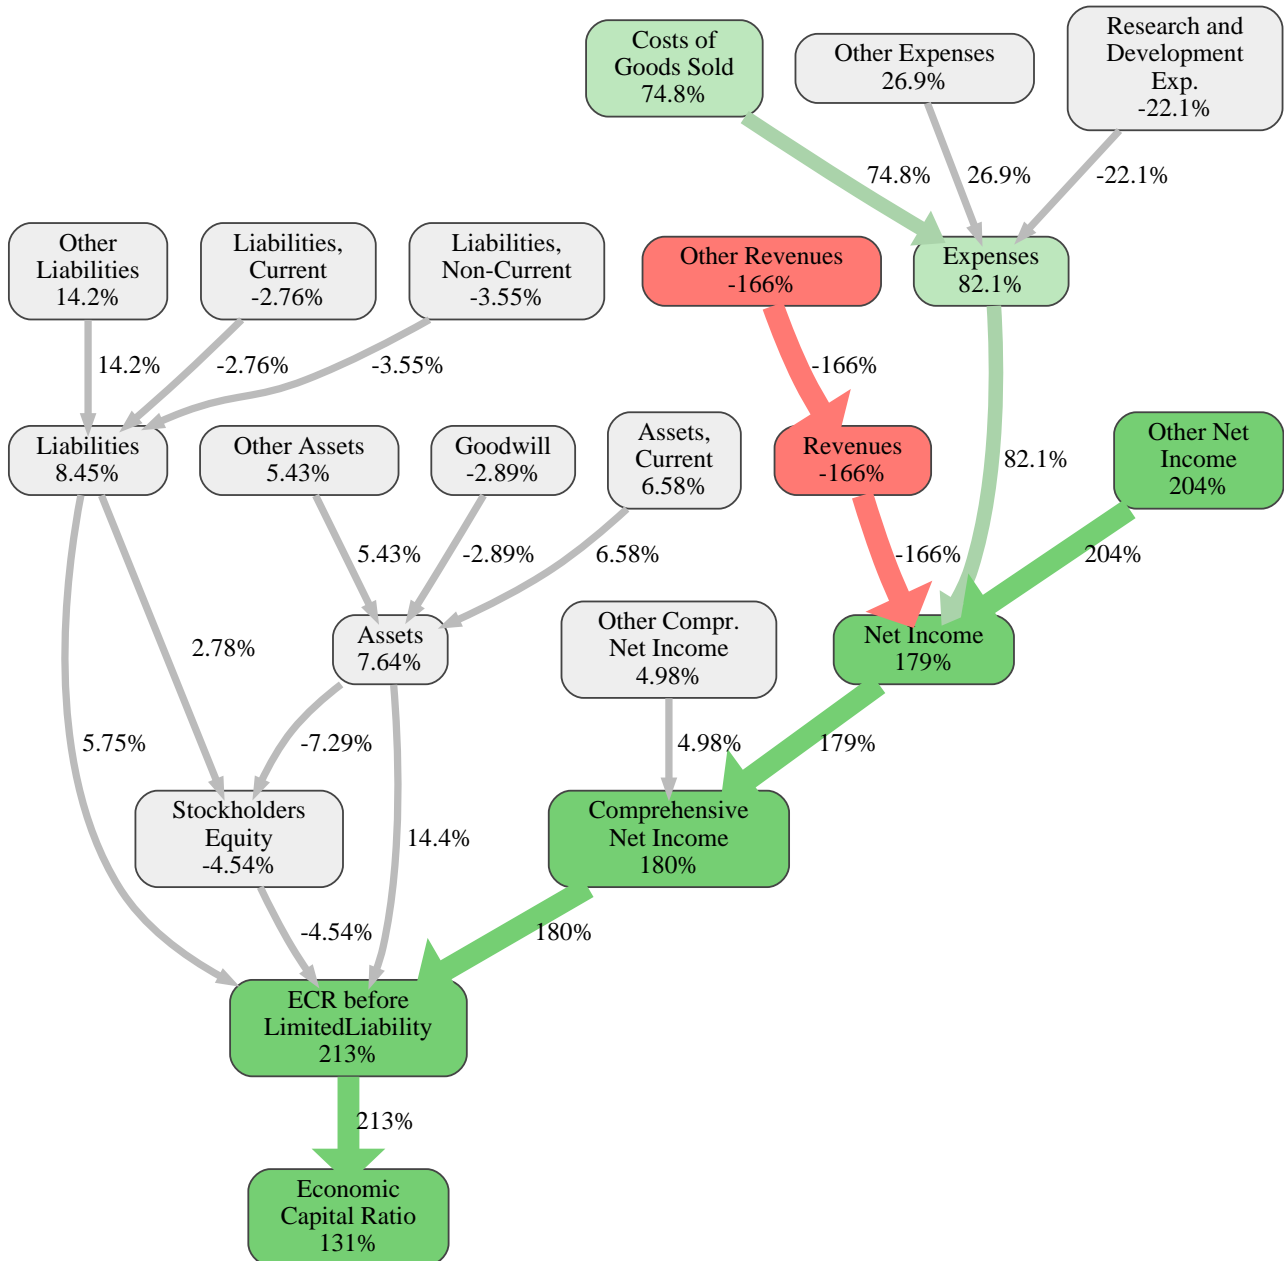 Costs of
Goods Sold
74.8%
Other Expenses
26.9%
Research and
Development
Exp.
-22.1%
74.8%
26.9%
-22.1%
Other
Liabilities
14.2%
Liabilities,
Current
-2.76%
Liabilities,
Non-Current
-3.55%
Other Revenues
-166%
Expenses
82.1%
14.2%
-2.76%
-3.55%
-166%
82.1%
Liabilities
8.45%
Other Assets
5.43%
Goodwill
-2.89%
Assets,
Current
6.58%
Revenues
-166%
Other Net
Income
204%
5.43%
-2.89%
6.58%
-166%
204%
2.78%
Assets
7.64%
Other Compr.
Net Income
4.98%
Net Income
179%
5.75%
-7.29%
4.98%
179%
Stockholders
Equity
-4.54%
14.4%
Comprehensive
Net Income
180%
-4.54%
180%
ECR before
LimitedLiability
213%
213%
Economic
Capital Ratio
131%